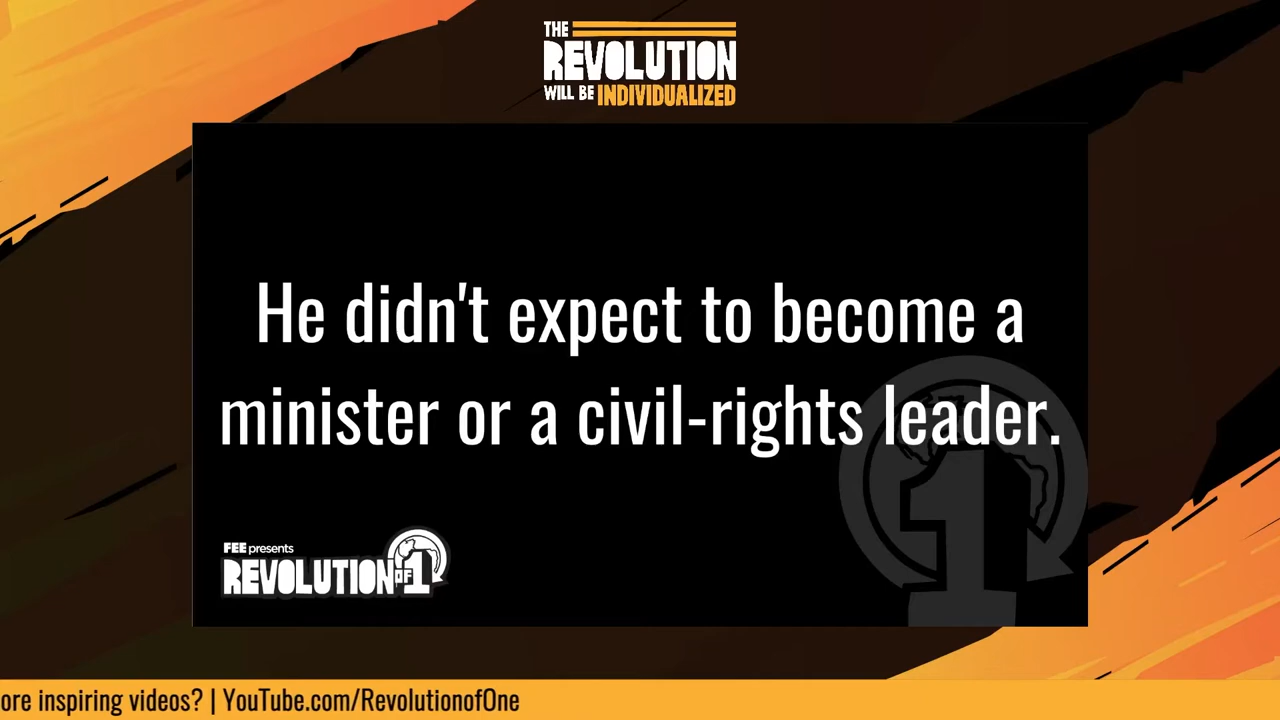 THE
REVOLUTION
WILL BE INDIVIDUALIZED
He didn't expect to become a
minister or a civil-rights leader.
1
FEE presents
REVOLUTION OF 1
ore inspiring videos? | YouTube.com/RevolutionofOne